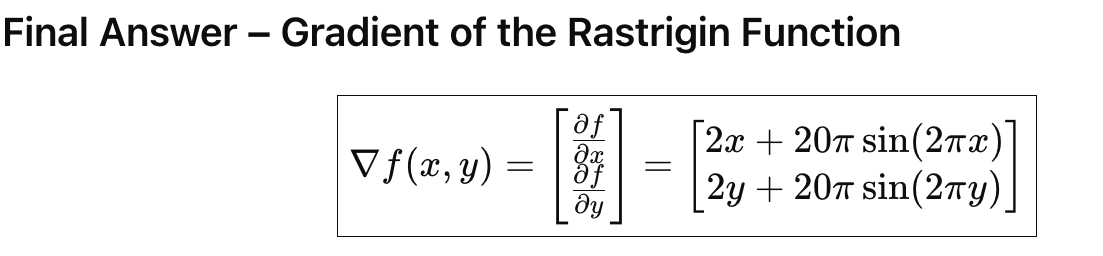 Final Answer – Gradient of the Rastrigin Function
∇f(x, y) = [∂f/∂x ∂f/∂y] = [2x + 20π sin(2πx) 2y + 20π sin(2πy)]